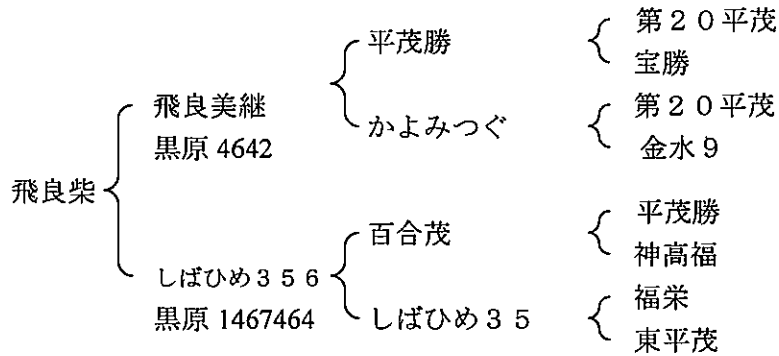 第２０平茂
平茂勝
宝勝
飛良美継
第２０平茂
かよみつぐ
黒原 4642
金水９
飛良柴
平茂勝
百合茂
神高福
しばひめ３５６
福栄
黒原 1467464
しばひめ３５
東平茂